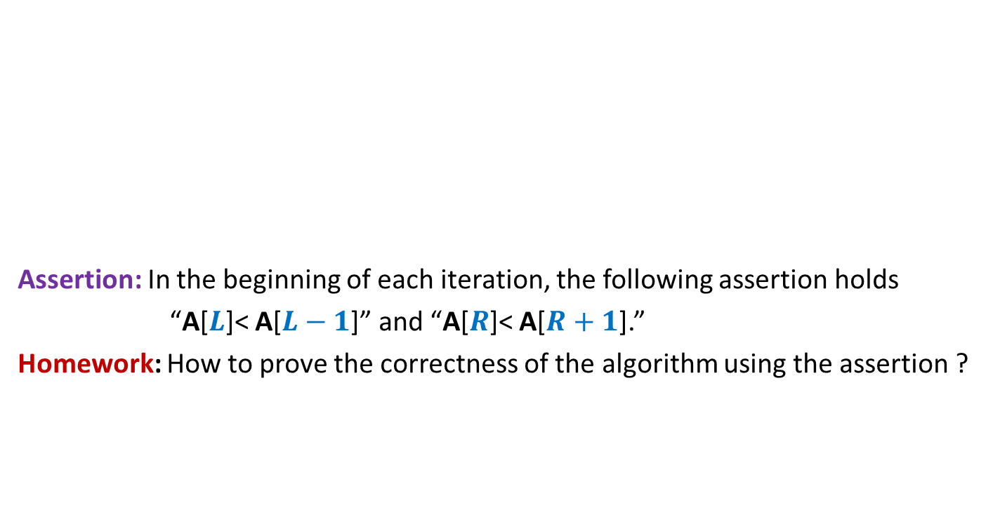 Assertion: In the beginning of each iteration, the following assertion holds
“A[L]< A[L − 1]” and “A[R]< A[R + 1].”
Homework: How to prove the correctness of the algorithm using the assertion ?